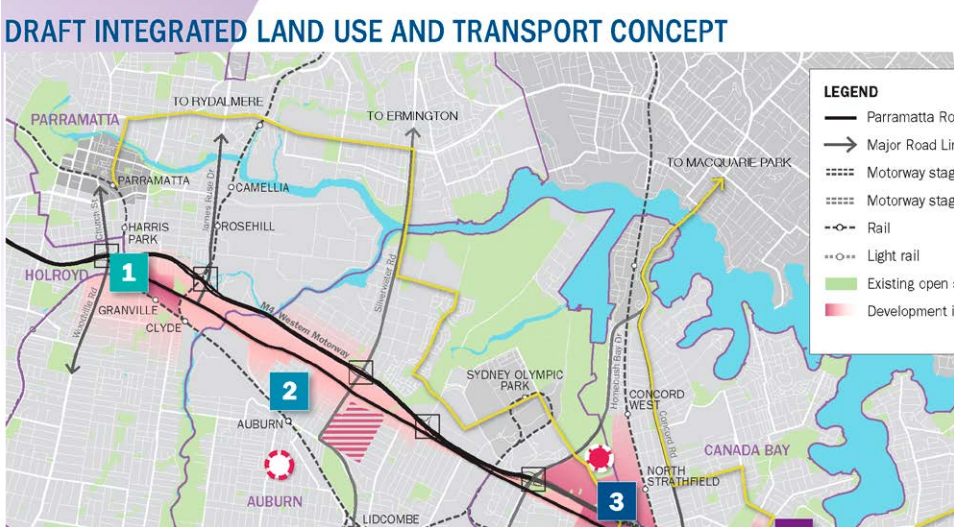 DRAFT INTEGRATED LAND USE AND TRANSPORT CONCEPT
LEGEND
Parramatta Ro
Major Road Lin
Motorway stag
Motorway stag
Rail
Light rail
Existing open s
Development i
TO RYDALMERE
TO ERMINGTON
PARRAMATTA
TO MACQUARIE PARK
PARRAMATTA
CAMELLIA
James Ruse Dr
Church St
HARRIS
PARK
ROSEHILL
HOLROYD
1
Silverwater Rd
Woodville Rd
GRANVILLE
CLYDE
M4 / Western Motorway
Homebush Bay Dr
2
SYDNEY OLYMPIC
PARK
CONCORD
WEST
Concord Rd
AUBURN
CANADA BAY
NORTH
STRATHFIELD
AUBURN
3
LIDCOMBE